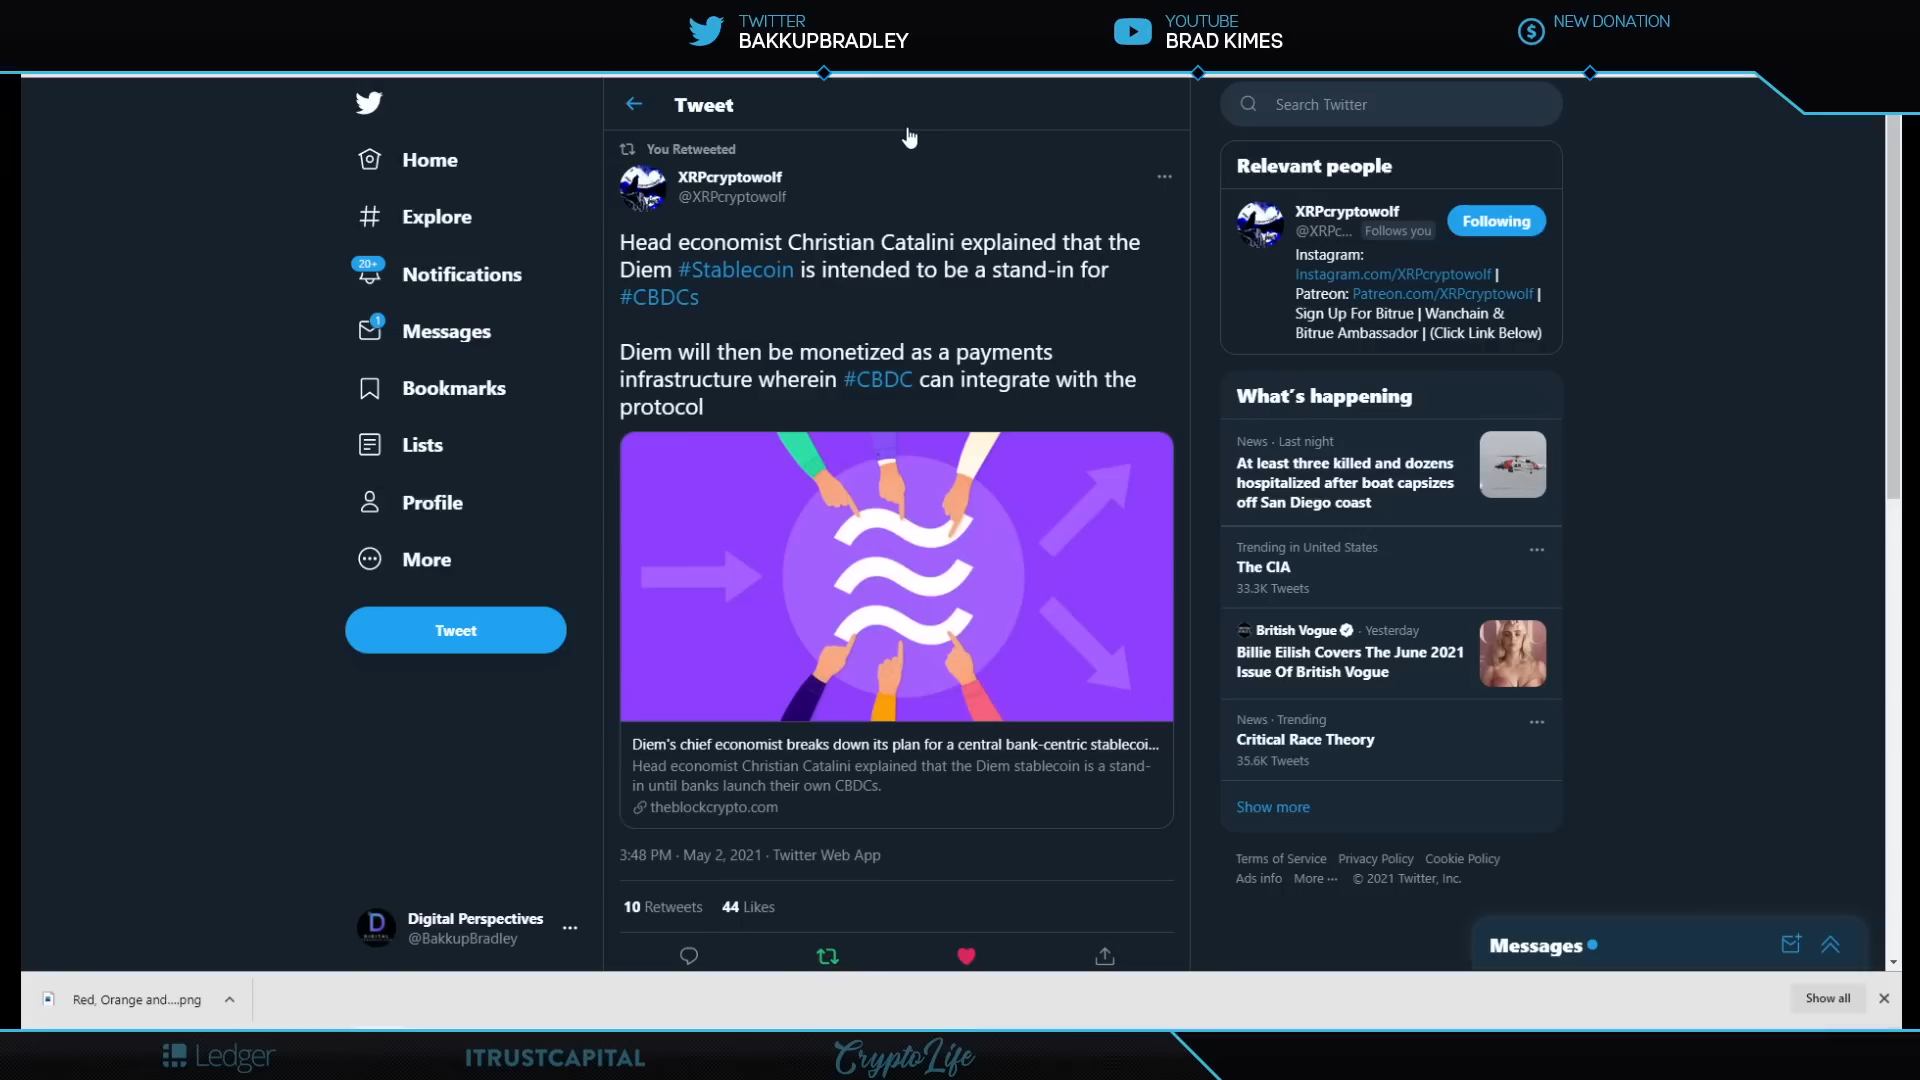 TWITTER
BAKKUPBRADLEY
YOUTUBE
BRAD KIMES
NEW DONATION
Home
Explore
20+
Notifications
1
Messages
Bookmarks
Lists
Profile
More
Tweet
Digital Perspectives
@BakkupBradley
Tweet
You Retweeted
XRPcryptowolf
@XRPcryptowolf
Head economist Christian Catalini explained that the
Diem #Stablecoin is intended to be a stand-in for
#CBDCs
Diem will then be monetized as a payments
infrastructure wherein #CBDC can integrate with the
protocol
Diem's chief economist breaks down its plan for a central bank-centric stablecoi...
Head economist Christian Catalini explained that the Diem stablecoin is a stand-
in until banks launch their own CBDCs.
theblockcrypto.com
3:48 PM · May 2, 2021 · Twitter Web App
10 Retweets 44 Likes
Search Twitter
Relevant people
XRPcryptowolf
@XRPc... Follows you
Following
Instagram:
Instagram.com/XRPcryptowolf |
Patreon: Patreon.com/XRPcryptowolf |
Sign Up For Bitrue | Wanchain &
Bitrue Ambassador | (Click Link Below)
What's happening
News · Last night
At least three killed and dozens
hospitalized after boat capsizes
off San Diego coast
Trending in United States
The CIA
33.3K Tweets
British Vogue · Yesterday
Billie Eilish Covers The June 2021
Issue Of British Vogue
News · Trending
Critical Race Theory
35.6K Tweets
Show more
Terms of Service Privacy Policy Cookie Policy
Ads info More ··· © 2021 Twitter, Inc.
Messages
Red, Orange and....png
Show all
Ledger
ITRUSTCAPITAL
CryptoLife